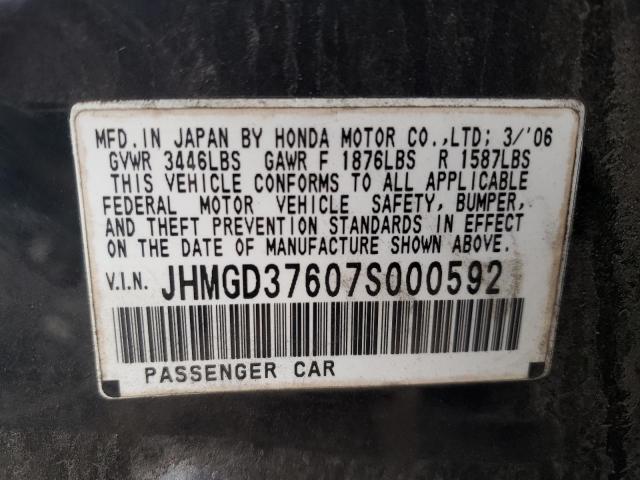 MFD. IN JAPAN BY HONDA MOTOR CO.,LTD; 3/'06
GVWR 3446LBS GAWR F 1876LBS R 1587LBS
THIS VEHICLE CONFORMS TO ALL APPLICABLE
FEDERAL MOTOR VEHICLE SAFETY, BUMPER,
AND THEFT PREVENTION STANDARDS IN EFFECT
ON THE DATE OF MANUFACTURE SHOWN ABOVE.
V.I.N. JHMGD37607S000592
PASSENGER CAR